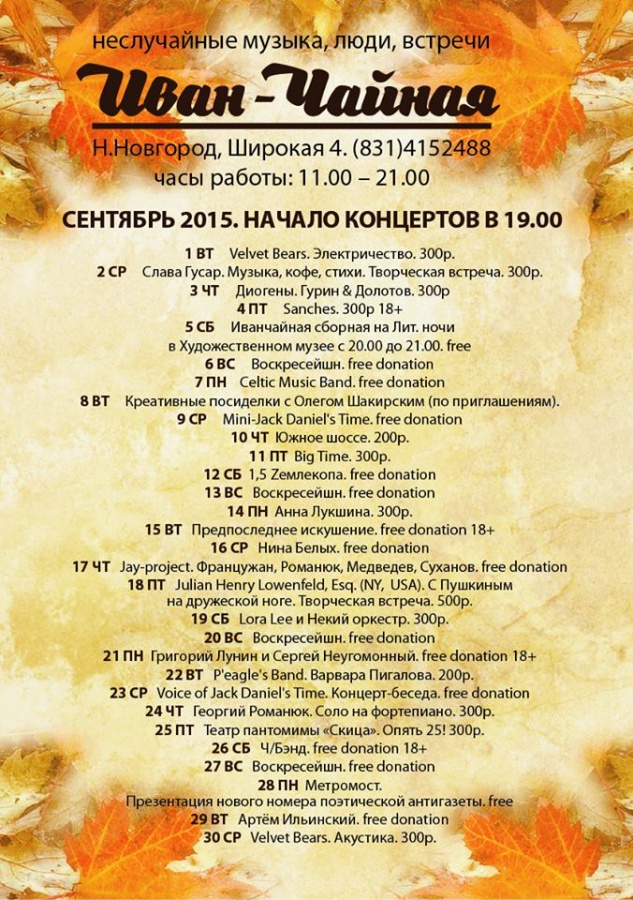 неслучайные музыка, люди, встречи
Иван-Чайная
Н.Новгород, Широкая 4. (831)4152488
часы работы: 11.00 – 21.00
СЕНТЯБРЬ 2015. НАЧАЛО КОНЦЕРТОВ В 19.00
1 ВТ Velvet Bears. Электричество. 300р.
2 СР Слава Гусар. Музыка, кофе, стихи. Творческая встреча. 300р.
3 ЧТ Диогены. Гурин & Долотов. 300р
4 ПТ Sanches. 300р 18+
5 СБ Иванчайная сборная на Лит. ночи
в Художественном музее с 20.00 до 21.00. free
6 ВС Воскресейшн. free donation
7 ПН Celtic Music Band. free donation
8 ВТ Креативные посиделки с Олегом Шакирским (по приглашениям).
9 СР Mini-Jack Daniel's Time. free donation
10 ЧТ Южное шоссе. 200р.
11 ПТ Big Time. 300р.
12 СБ 1,5 Zемлекопа. free donation
13 ВС Воскресейшн. free donation
14 ПН Анна Лукшина. 300р.
15 ВТ Предпоследнее искушение. free donation 18+
16 СР Нина Белых. free donation
17 ЧТ Jay-project. Францужан, Романюк, Медведев, Суханов. free donation
18 ПТ Julian Henry Lowenfeld, Esq. (NY, USA). С Пушкиным
на дружеской ноге. Творческая встреча. 500р.
19 СБ Lora Lee и Некий оркестр. 300р.
20 ВС Воскресейшн. free donation
21 ПН Григорий Лунин и Сергей Неугомонный. free donation 18+
22 ВТ P'eagle's Band. Варвара Пигалова. 200р.
23 СР Voice of Jack Daniel's Time. Концерт-беседа. free donation
24 ЧТ Георгий Романюк. Соло на фортепиано. 300р.
25 ПТ Театр пантомимы «Скица». Опять 25! 300р.
26 СБ Ч/Бэнд. free donation 18+
27 ВС Воскресейшн. free donation
28 ПН Метромост.
Презентация нового номера поэтической антигазеты. free
29 ВТ Артём Ильинский. free donation
30 СР Velvet Bears. Акустика. 300р.